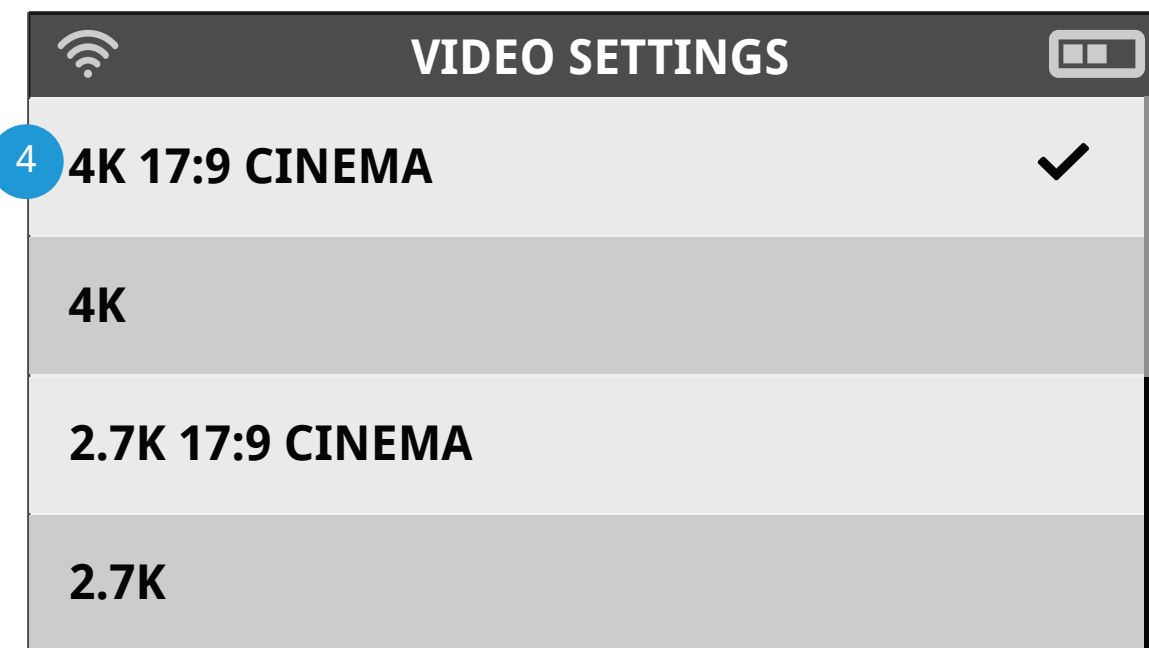 VIDEO SETTINGS
4
4K 17:9 CINEMA
4K
2.7K 17:9 CINEMA
2.7K